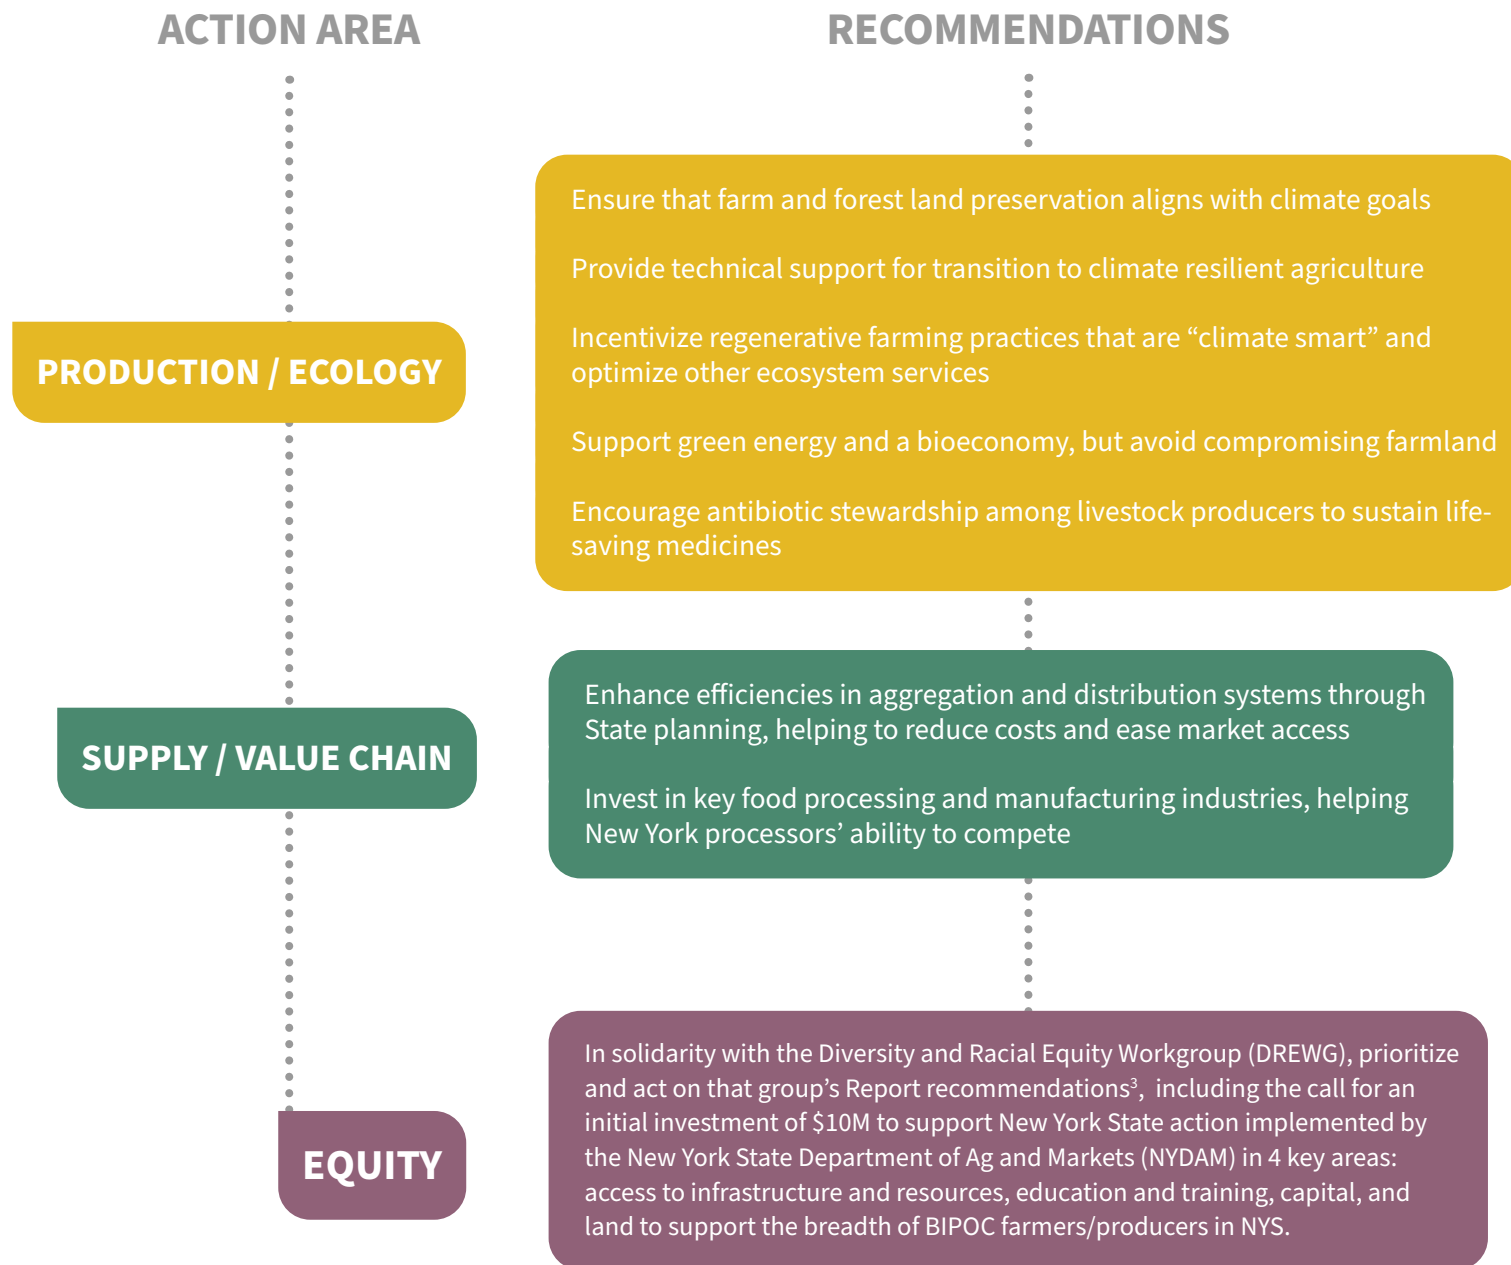 ACTION AREA
RECOMMENDATIONS
PRODUCTION / ECOLOGY
Ensure that farm and forest land preservation aligns with climate goals
Provide technical support for transition to climate resilient agriculture
Incentivize regenerative farming practices that are “climate smart” and
optimize other ecosystem services
Support green energy and a bioeconomy, but avoid compromising farmland
Encourage antibiotic stewardship among livestock producers to sustain life-
saving medicines
SUPPLY / VALUE CHAIN
Enhance efficiencies in aggregation and distribution systems through
State planning, helping to reduce costs and ease market access
Invest in key food processing and manufacturing industries, helping
New York processors’ ability to compete
EQUITY
In solidarity with the Diversity and Racial Equity Workgroup (DREWG), prioritize
and act on that group’s Report recommendations³,  including the call for an
initial investment of $10M to support New York State action implemented by
the New York State Department of Ag and Markets (NYDAM) in 4 key areas:
access to infrastructure and resources, education and training, capital, and
land to support the breadth of BIPOC farmers/producers in NYS.